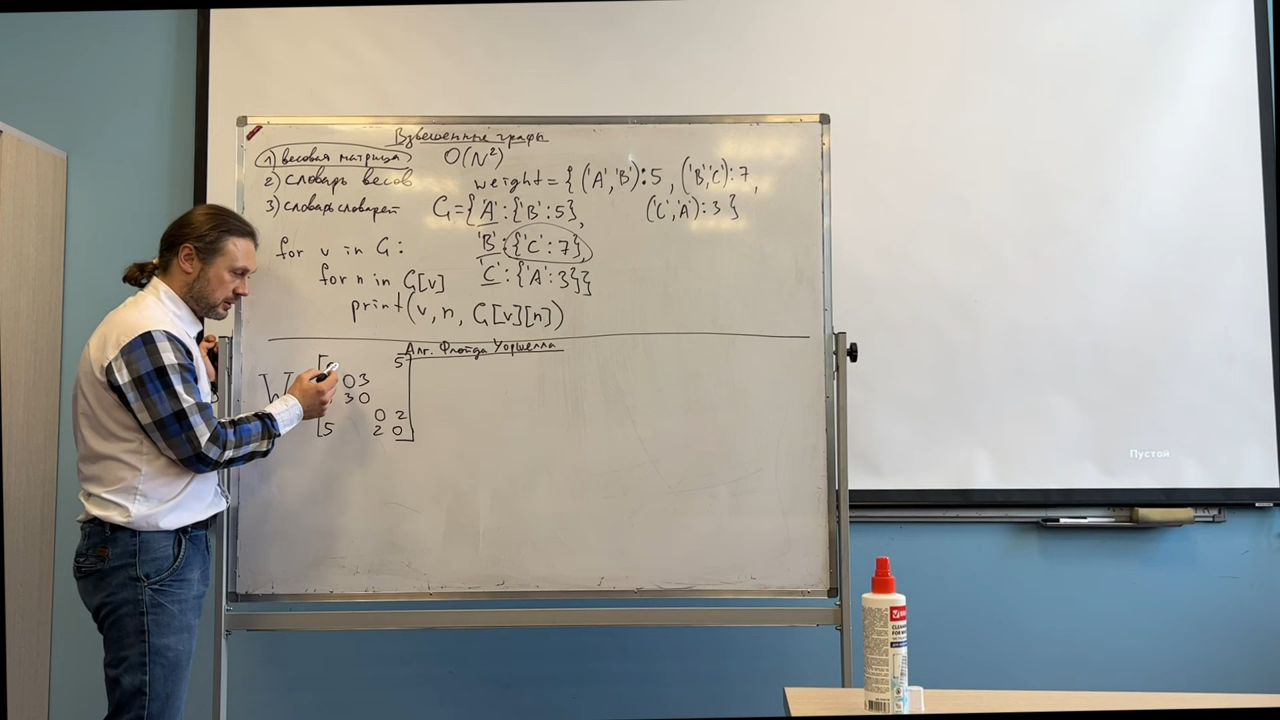 Взвешенные графы
1) весовая матрица O(N²)
2) словарь весов weight = { ('A','B'):5 , ('B','C'):7 ,
3) словарь словарей G = { 'A' : {'B':5}, ('C','A'):3 }
for v in G: 'B': {'C':7},
for n in G[v] 'C': {'A':3}}
print(v, n, G[v][n])
Алг. Флойда Уоршелла
5
W 0 3
3 0
0 2
5 2 0
Пустой
CLEANING